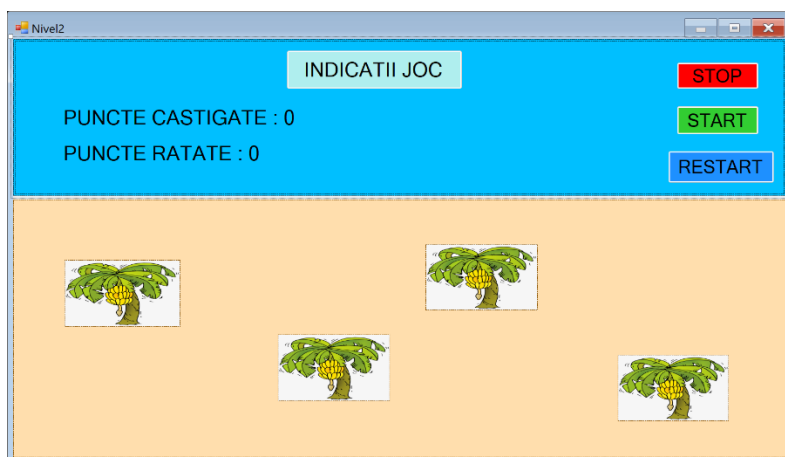 Nivel2
INDICATII JOC
STOP
PUNCTE CASTIGATE : 0
START
PUNCTE RATATE : 0
RESTART